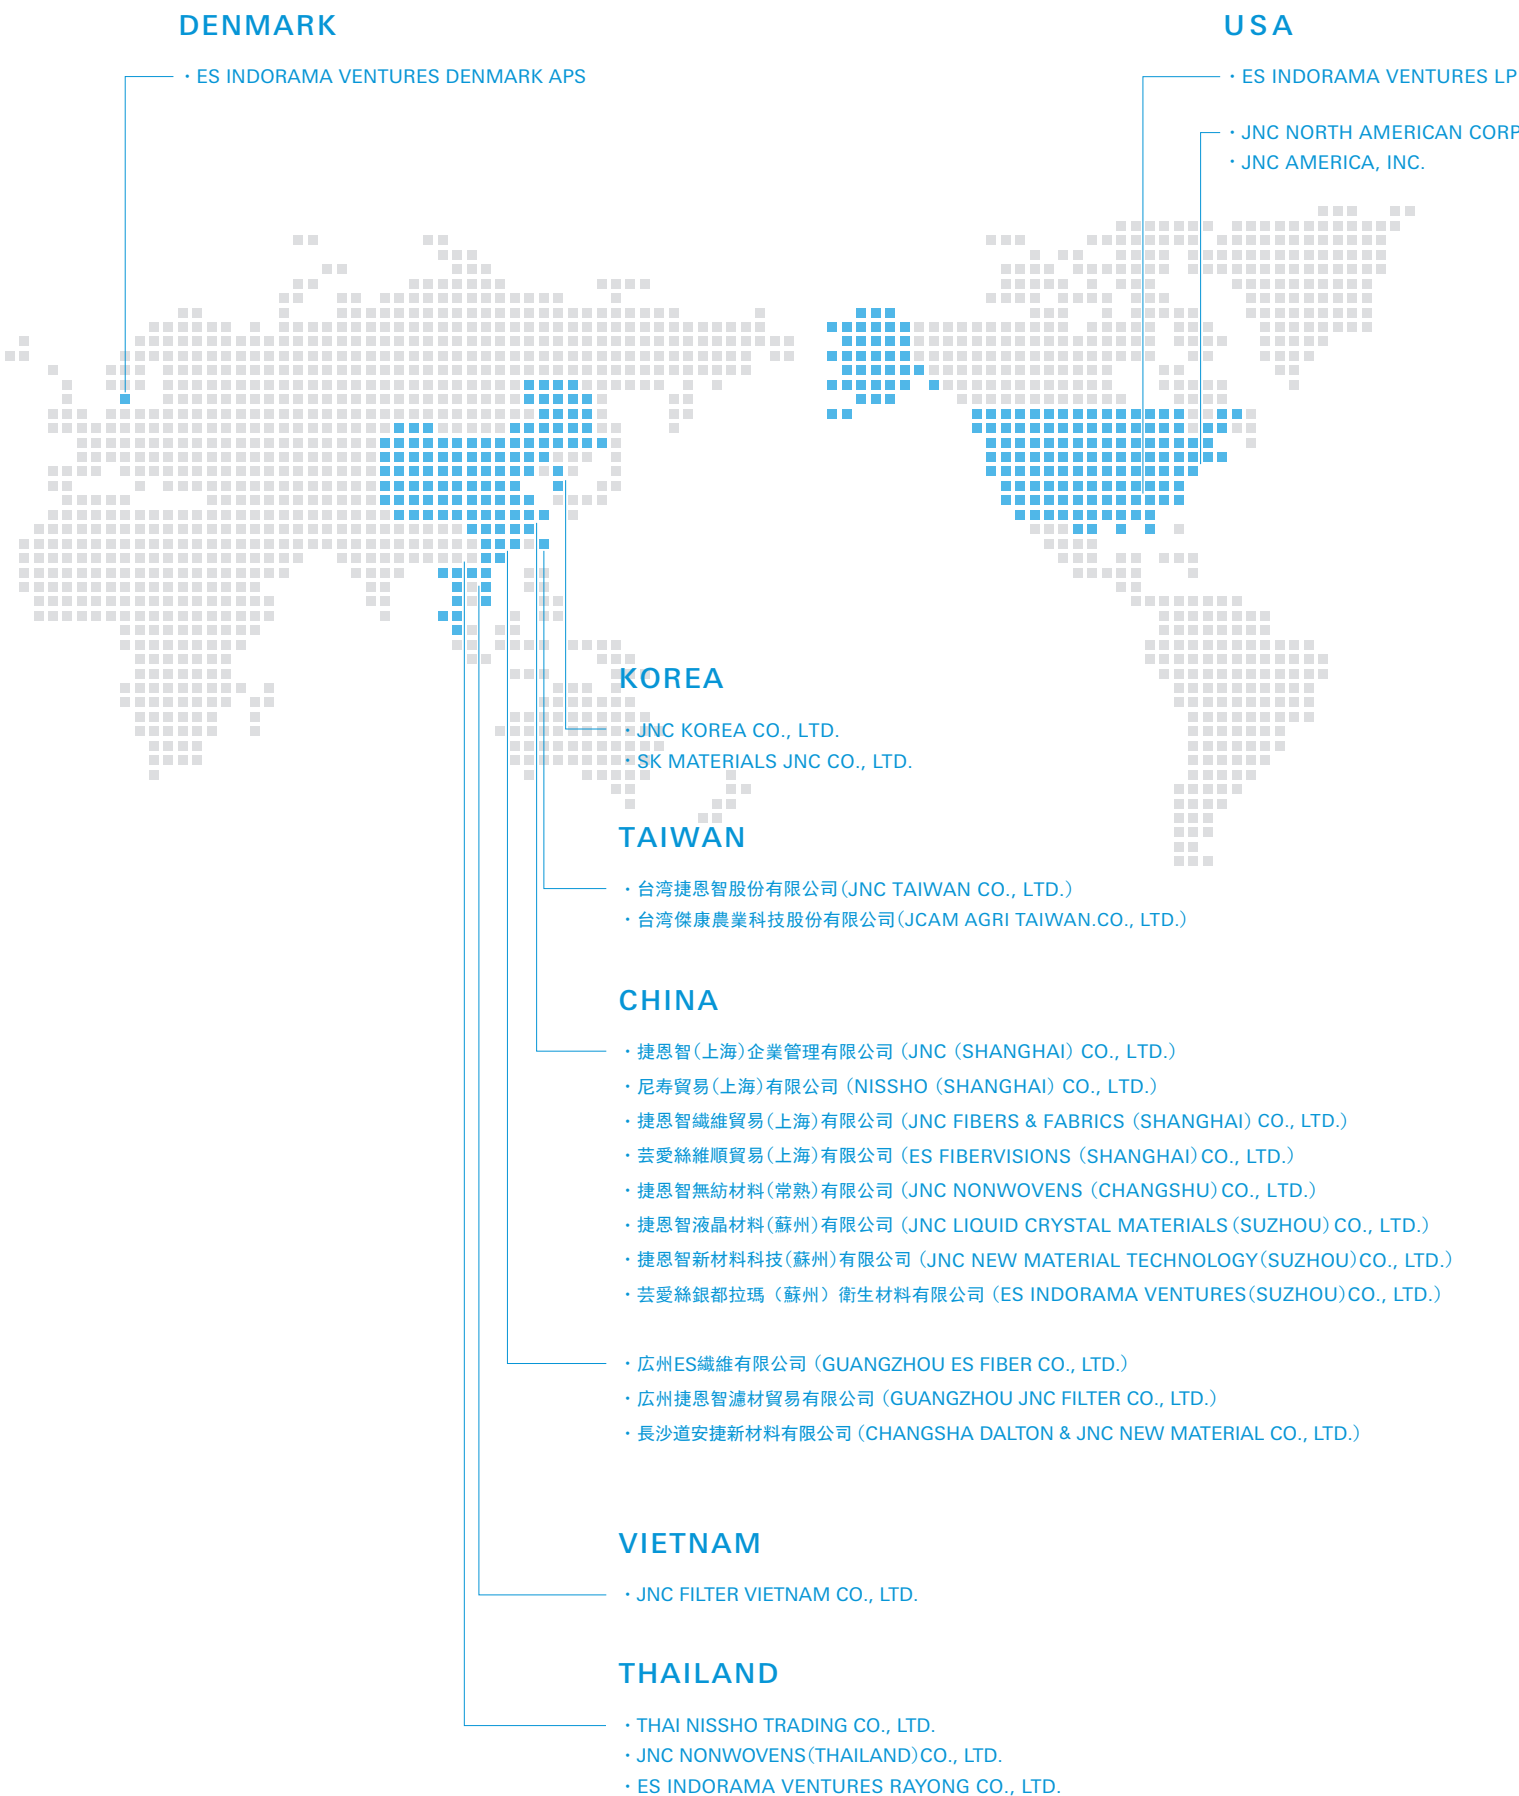 DENMARK
・ES INDORAMA VENTURES DENMARK APS
USA
・ES INDORAMA VENTURES LP
・JNC NORTH AMERICAN CORP
・JNC AMERICA, INC.
KOREA
・JNC KOREA CO., LTD.
・SK MATERIALS JNC CO., LTD.
TAIWAN
・台湾捷恩智股份有限公司(JNC TAIWAN CO., LTD.)
・台湾傑康農業科技股份有限公司(JCAM AGRI TAIWAN.CO., LTD.)
CHINA
・捷恩智(上海)企業管理有限公司 (JNC (SHANGHAI) CO., LTD.)
・尼寿貿易(上海)有限公司 (NISSHO (SHANGHAI) CO., LTD.)
・捷恩智繊維貿易(上海)有限公司 (JNC FIBERS & FABRICS (SHANGHAI) CO., LTD.)
・芸愛絲維順貿易(上海)有限公司 (ES FIBERVISIONS (SHANGHAI)CO., LTD.)
・捷恩智無紡材料(常熟)有限公司 (JNC NONWOVENS (CHANGSHU)CO., LTD.)
・捷恩智液晶材料(蘇州)有限公司 (JNC LIQUID CRYSTAL MATERIALS(SUZHOU)CO., LTD.)
・捷恩智新材料科技(蘇州)有限公司 (JNC NEW MATERIAL TECHNOLOGY(SUZHOU)CO., LTD.)
・芸愛絲銀都拉瑪（蘇州）衛生材料有限公司 (ES INDORAMA VENTURES(SUZHOU)CO., LTD.)
・広州ES繊維有限公司 (GUANGZHOU ES FIBER CO., LTD.)
・広州捷恩智濾材貿易有限公司 (GUANGZHOU JNC FILTER CO., LTD.)
・長沙道安捷新材料有限公司 (CHANGSHA DALTON & JNC NEW MATERIAL CO., LTD.)
VIETNAM
・JNC FILTER VIETNAM CO., LTD.
THAILAND
・THAI NISSHO TRADING CO., LTD.
・JNC NONWOVENS(THAILAND)CO., LTD.
・ES INDORAMA VENTURES RAYONG CO., LTD.